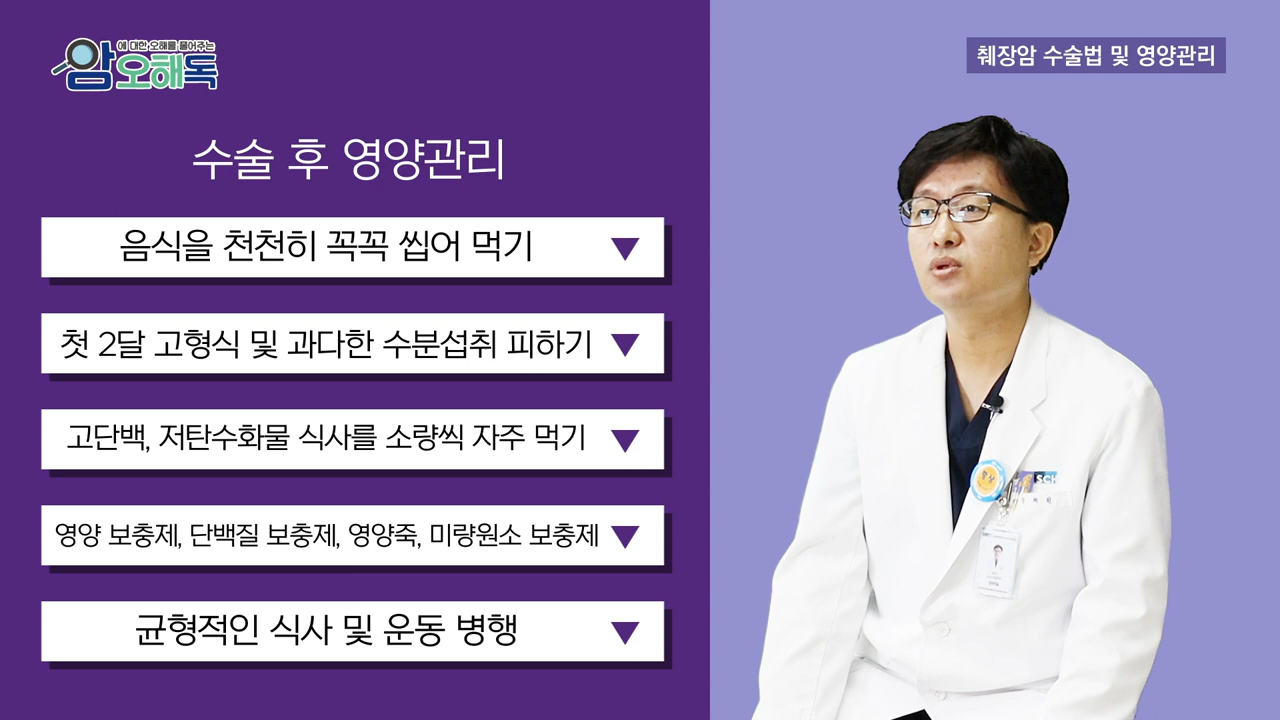 에 대한 오해를 풀어주는
암오해독
췌장암 수술법 및 영양관리
수술 후 영양관리
음식을 천천히 꼭꼭 씹어 먹기
첫 2달 고형식 및 과다한 수분섭취 피하기
고단백, 저탄수화물 식사를 소량씩 자주 먹기
영양 보충제, 단백질 보충제, 영양죽, 미량원소 보충제
균형적인 식사 및 운동 병행
SCH